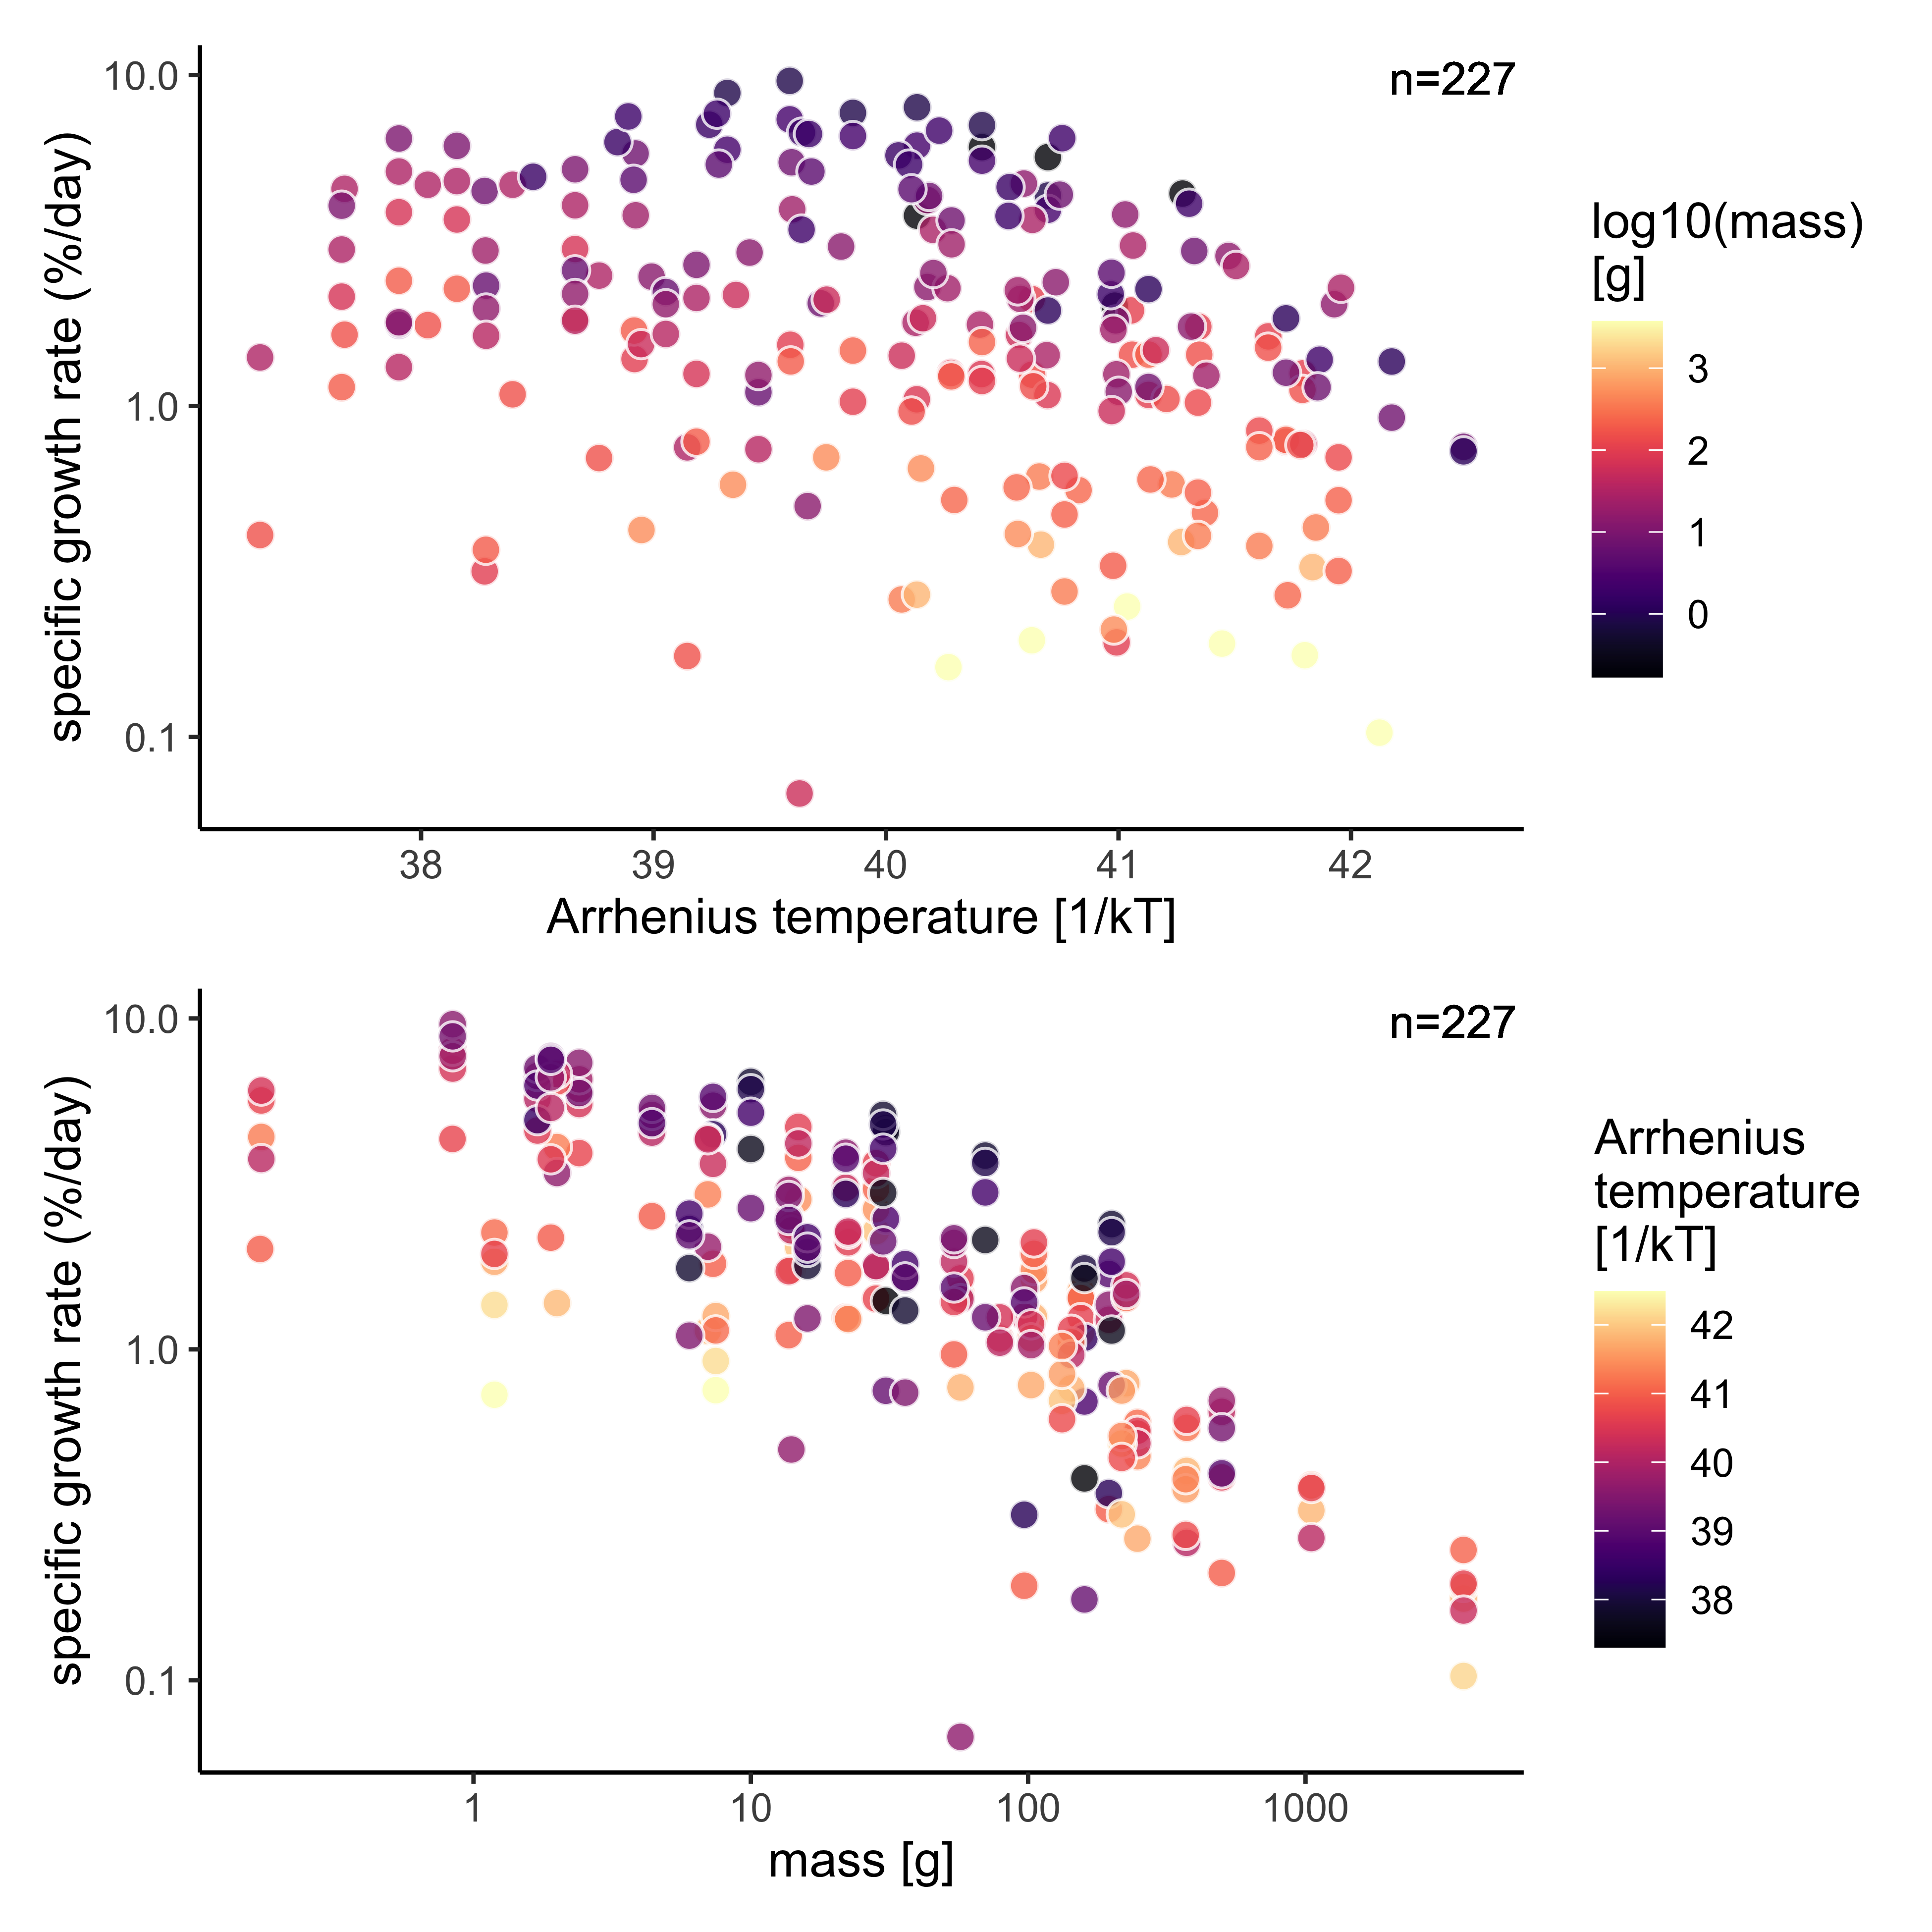 n=227
10.0
1.0
0.1
specific growth rate (%/day)
38 39 40 41 42
Arrhenius temperature [1/kT]
log10(mass)
[g]
3
2
1
0
n=227
10.0
1.0
0.1
specific growth rate (%/day)
1 10 100 1000
mass [g]
Arrhenius
temperature
[1/kT]
42
41
40
39
38